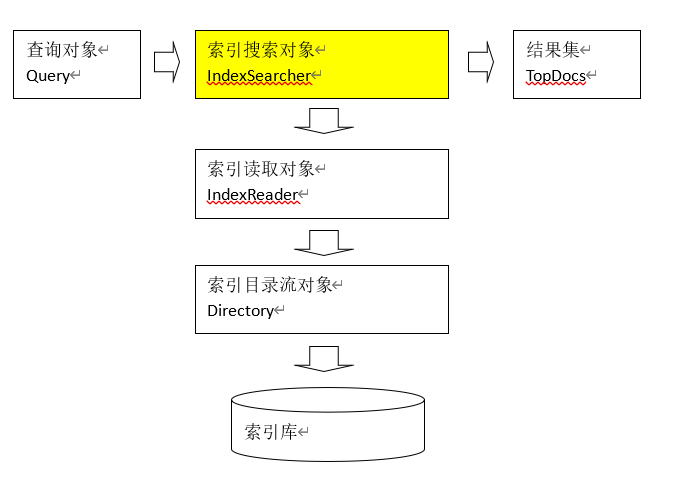 查询对象
Query
索引搜索对象
IndexSearcher
结果集
TopDocs
索引读取对象
IndexReader
索引目录流对象
Directory
索引库